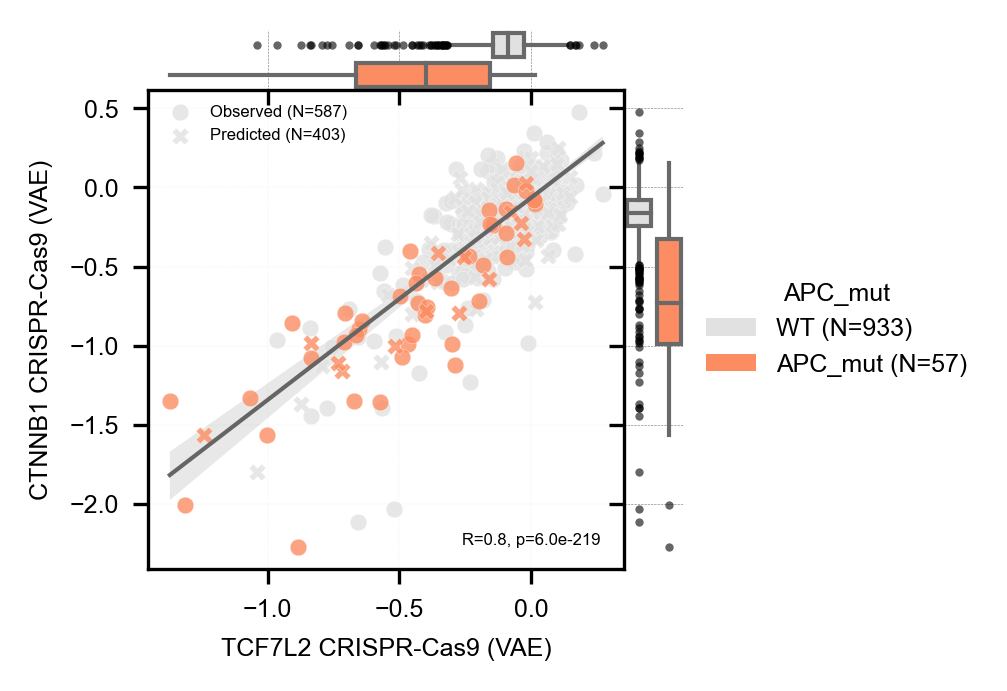 Observed (N=587)
Predicted (N=403)
0.5
0.0
−0.5
−1.0
−1.5
−2.0
CTNNB1 CRISPR-Cas9 (VAE)
R=0.8, p=6.0e-219
−1.0
−0.5
0.0
TCF7L2 CRISPR-Cas9 (VAE)
APC_mut
WT (N=933)
APC_mut (N=57)